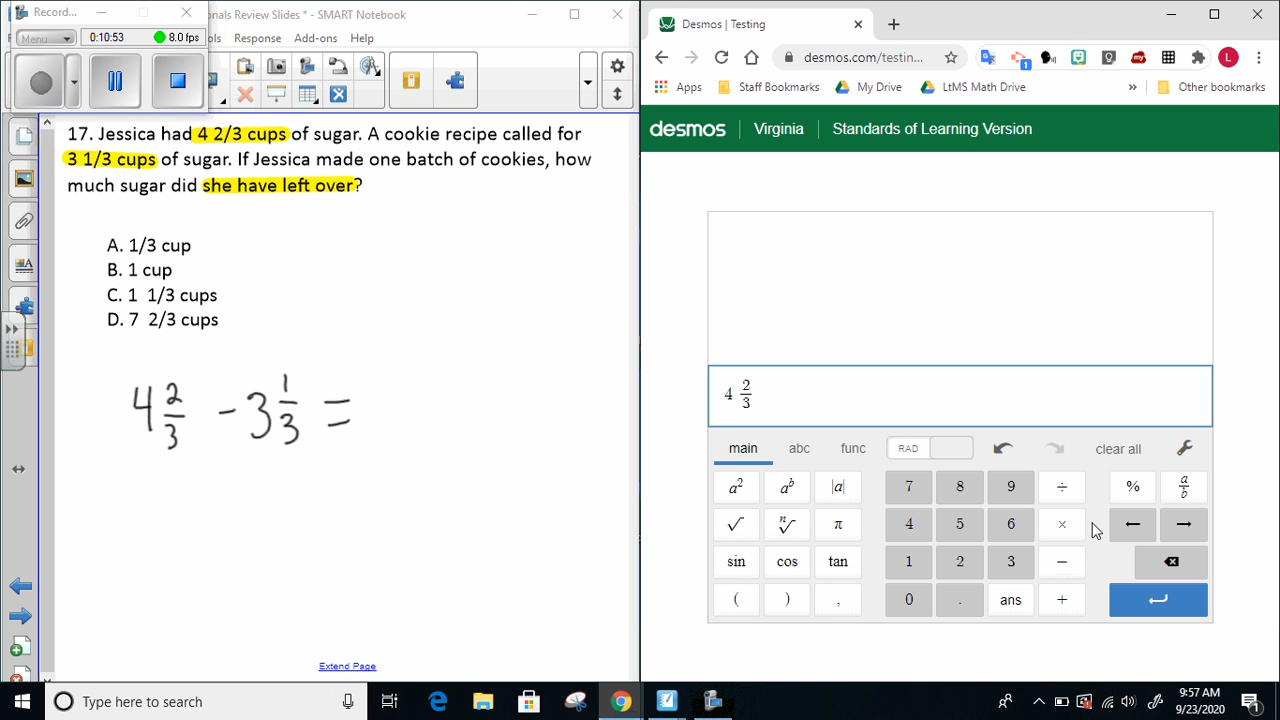 Record...
0:10:53
8.0 fps
Menu
onals Review Slides * - SMART Notebook
ols Response Add-ons Help
17. Jessica had 4 2/3 cups of sugar. A cookie recipe called for
3 1/3 cups of sugar. If Jessica made one batch of cookies, how
much sugar did she have left over?
A. 1/3 cup
B. 1 cup
C. 1 1/3 cups
D. 7 2/3 cups
4 2/3 - 3 1/3 =
Extend Page
Desmos | Testing
desmos.com/testin...
1
L
Apps Staff Bookmarks My Drive LtMS Math Drive » Other bookmarks
desmos Virginia Standards of Learning Version
4 2/3
main abc func RAD clear all
a² aᵇ |a| 7 8 9 ÷ % a/b
√ ⁿ√ π 4 5 6 × ← →
sin cos tan 1 2 3 −
( ) , 0 . ans +
Type here to search
9:57 AM
9/23/2020
1